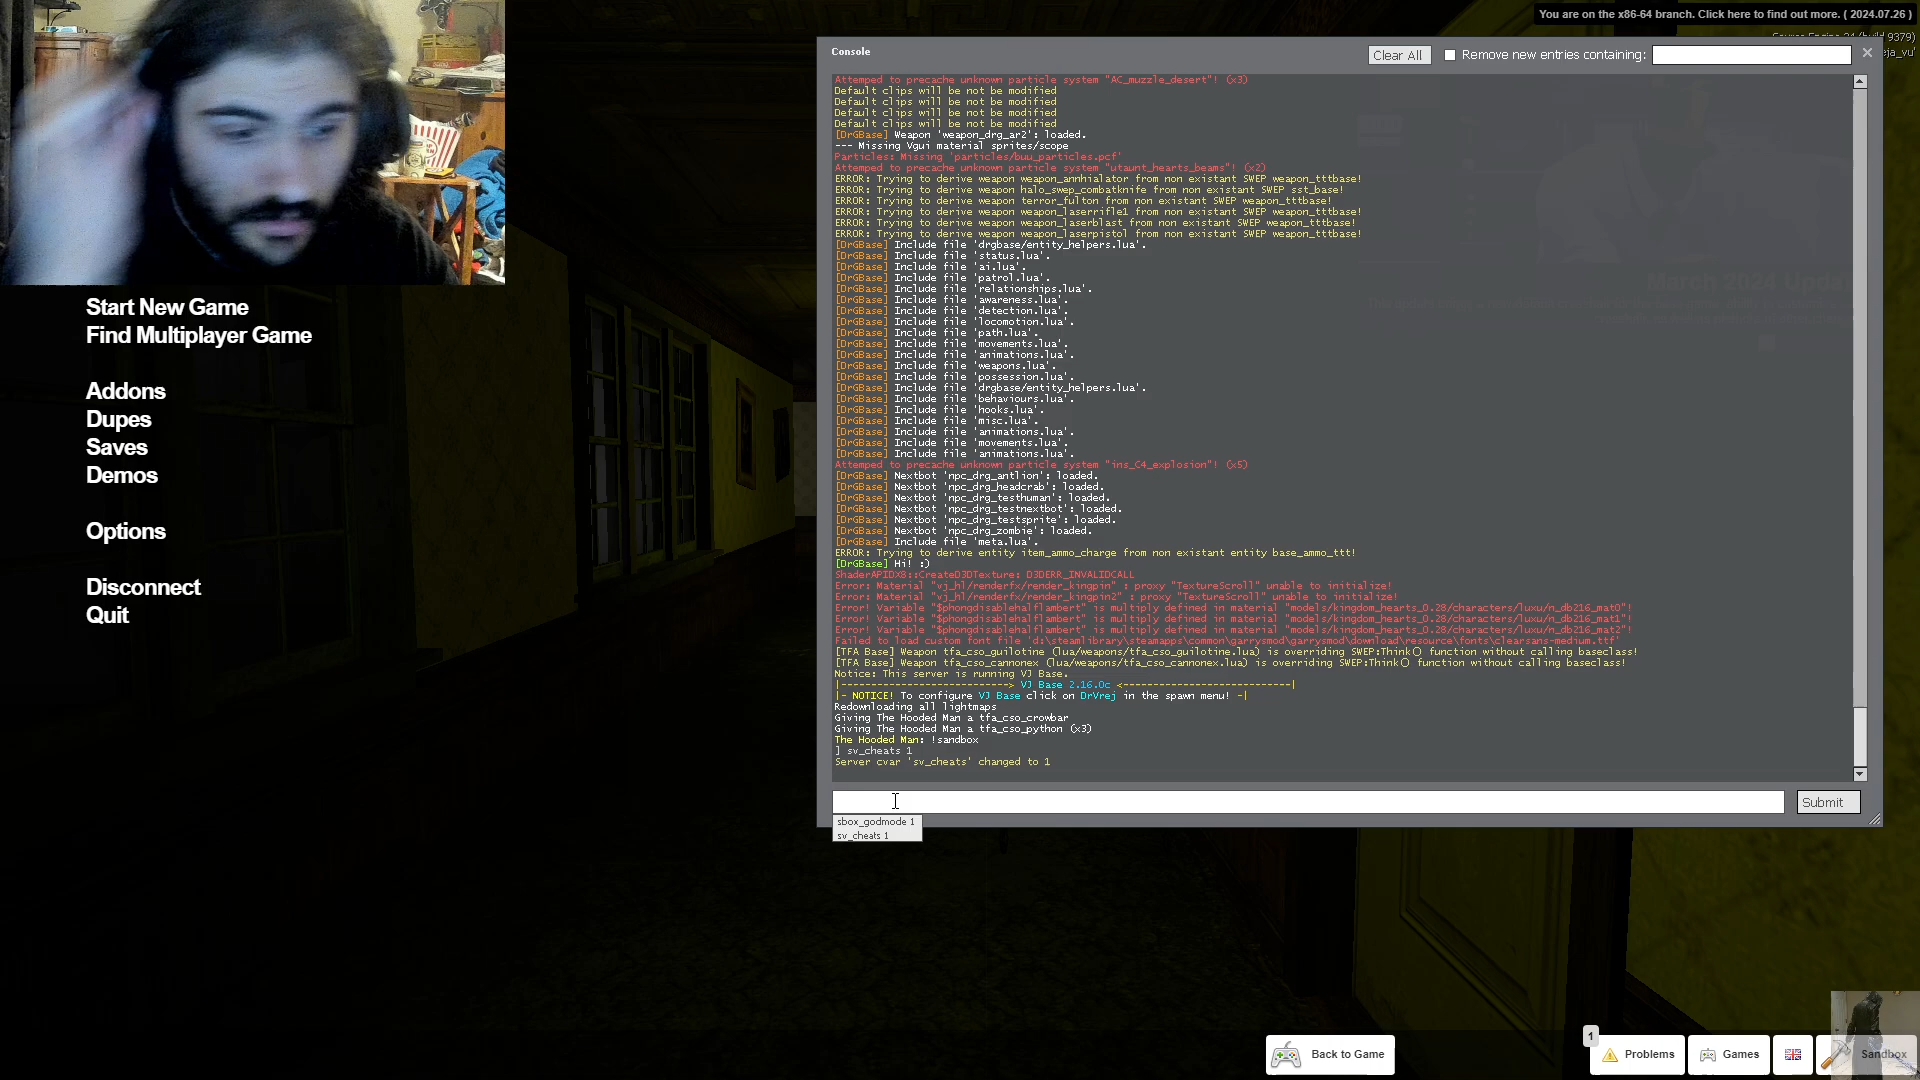 You are on the x86-64 branch. Click here to find out more. ( 2024.07.26 )
Console
Clear All
Remove new entries containing:
9379)
eja_vu'
Attemped to precache unknown particle system "AC_muzzle_desert"! (x3)
Default clips will be not be modified
Default clips will be not be modified
Default clips will be not be modified
Default clips will be not be modified
[DrGBase] Weapon 'weapon_drg_ar2': loaded.
--- Missing Vgui material sprites/scope
Particles: Missing 'particles/buu_particles.pcf'
Attemped to precache unknown particle system "utaunt_hearts_beams"! (x2)
ERROR: Trying to derive weapon weapon_annhialator from non existant SWEP weapon_tttbase!
ERROR: Trying to derive weapon halo_swep_combatknife from non existant SWEP sst_base!
ERROR: Trying to derive weapon terror_fulton from non existant SWEP weapon_tttbase!
ERROR: Trying to derive weapon weapon_laserrifle1 from non existant SWEP weapon_tttbase!
ERROR: Trying to derive weapon weapon_laserblast from non existant SWEP weapon_tttbase!
ERROR: Trying to derive weapon weapon_laserpistol from non existant SWEP weapon_tttbase!
[DrGBase] Include file 'drgbase/entity_helpers.lua'.
[DrGBase] Include file 'status.lua'.
[DrGBase] Include file 'ai.lua'.
[DrGBase] Include file 'patrol.lua'.
[DrGBase] Include file 'relationships.lua'.
[DrGBase] Include file 'awareness.lua'.
[DrGBase] Include file 'detection.lua'.
[DrGBase] Include file 'locomotion.lua'.
[DrGBase] Include file 'path.lua'.
[DrGBase] Include file 'movements.lua'.
[DrGBase] Include file 'animations.lua'.
[DrGBase] Include file 'weapons.lua'.
[DrGBase] Include file 'possession.lua'.
[DrGBase] Include file 'drgbase/entity_helpers.lua'.
[DrGBase] Include file 'behaviours.lua'.
[DrGBase] Include file 'hooks.lua'.
[DrGBase] Include file 'misc.lua'.
[DrGBase] Include file 'animations.lua'.
[DrGBase] Include file 'movements.lua'.
[DrGBase] Include file 'animations.lua'.
Attemped to precache unknown particle system "ins_C4_explosion"! (x5)
[DrGBase] Nextbot 'npc_drg_antlion': loaded.
[DrGBase] Nextbot 'npc_drg_headcrab': loaded.
[DrGBase] Nextbot 'npc_drg_testhuman': loaded.
[DrGBase] Nextbot 'npc_drg_testnextbot': loaded.
[DrGBase] Nextbot 'npc_drg_testsprite': loaded.
[DrGBase] Nextbot 'npc_drg_zombie': loaded.
[DrGBase] Include file 'meta.lua'.
ERROR: Trying to derive entity item_ammo_charge from non existant entity base_ammo_ttt!
[DrGBase] Hi! :)
ShaderAPIDX8::CreateD3DTexture: D3DERR_INVALIDCALL
Error: Material "vj_hl/renderfx/render_kingpin" : proxy "TextureScroll" unable to initialize!
Error: Material "vj_hl/renderfx/render_kingpin2" : proxy "TextureScroll" unable to initialize!
Error! Variable "$phongdisablehalflambert" is multiply defined in material "models/kingdom_hearts_0.28/characters/luxu/n_db216_mat0"!
Error! Variable "$phongdisablehalflambert" is multiply defined in material "models/kingdom_hearts_0.28/characters/luxu/n_db216_mat1"!
Error! Variable "$phongdisablehalflambert" is multiply defined in material "models/kingdom_hearts_0.28/characters/luxu/n_db216_mat2"!
Failed to load custom font file 'd:\steamlibrary\steamapps\common\garrysmod\garrysmod\download\resource\fonts\clearsans-medium.ttf'
[TFA Base] Weapon tfa_cso_guilotine (lua/weapons/tfa_cso_guilotine.lua) is overriding SWEP:Think() function without calling baseclass!
[TFA Base] Weapon tfa_cso_cannonex (lua/weapons/tfa_cso_cannonex.lua) is overriding SWEP:Think() function without calling baseclass!
Notice: This server is running VJ Base.
|----------------------------> VJ Base 2.16.0c <----------------------------|
|- NOTICE! To configure VJ Base click on DrVrej in the spawn menu! -|
Redownloading all lightmaps
Giving The Hooded Man a tfa_cso_crowbar
Giving The Hooded Man a tfa_cso_python (x3)
The Hooded Man: !sandbox
] sv_cheats 1
Server cvar 'sv_cheats' changed to 1
Submit
sbox_godmode 1
sv_cheats 1
March 2024 Upda
Start New Game
Find Multiplayer Game
Addons
Dupes
Saves
Demos
Options
Disconnect
Quit
Back to Game
1
Problems
Games
Sandbox